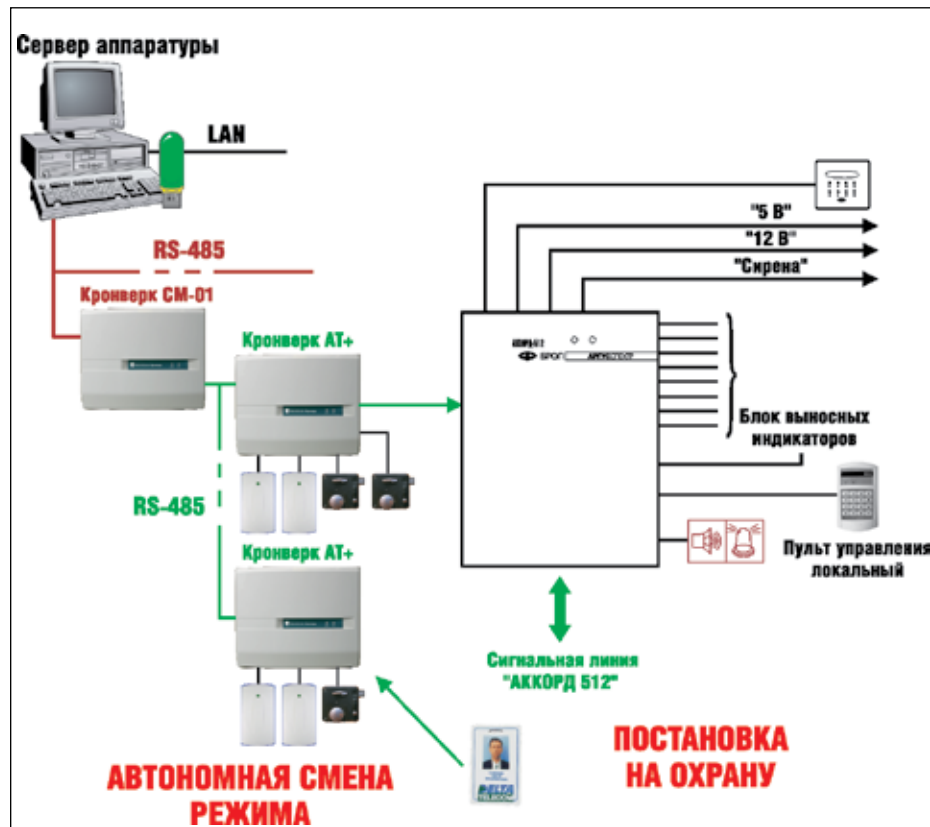 Сервер аппаратуры
LAN
RS-485
Кронверк СМ-01
Кронверк АТ+
"5 В"
"12 В"
"Сирена"
Блок выносных
индикаторов
RS-485
Кронверк АТ+
Пульт управления
локальный
Сигнальная линия
"АККОРД 512"
АВТОНОМНАЯ СМЕНА
РЕЖИМА
ПОСТАНОВКА
НА ОХРАНУ
TELECOM